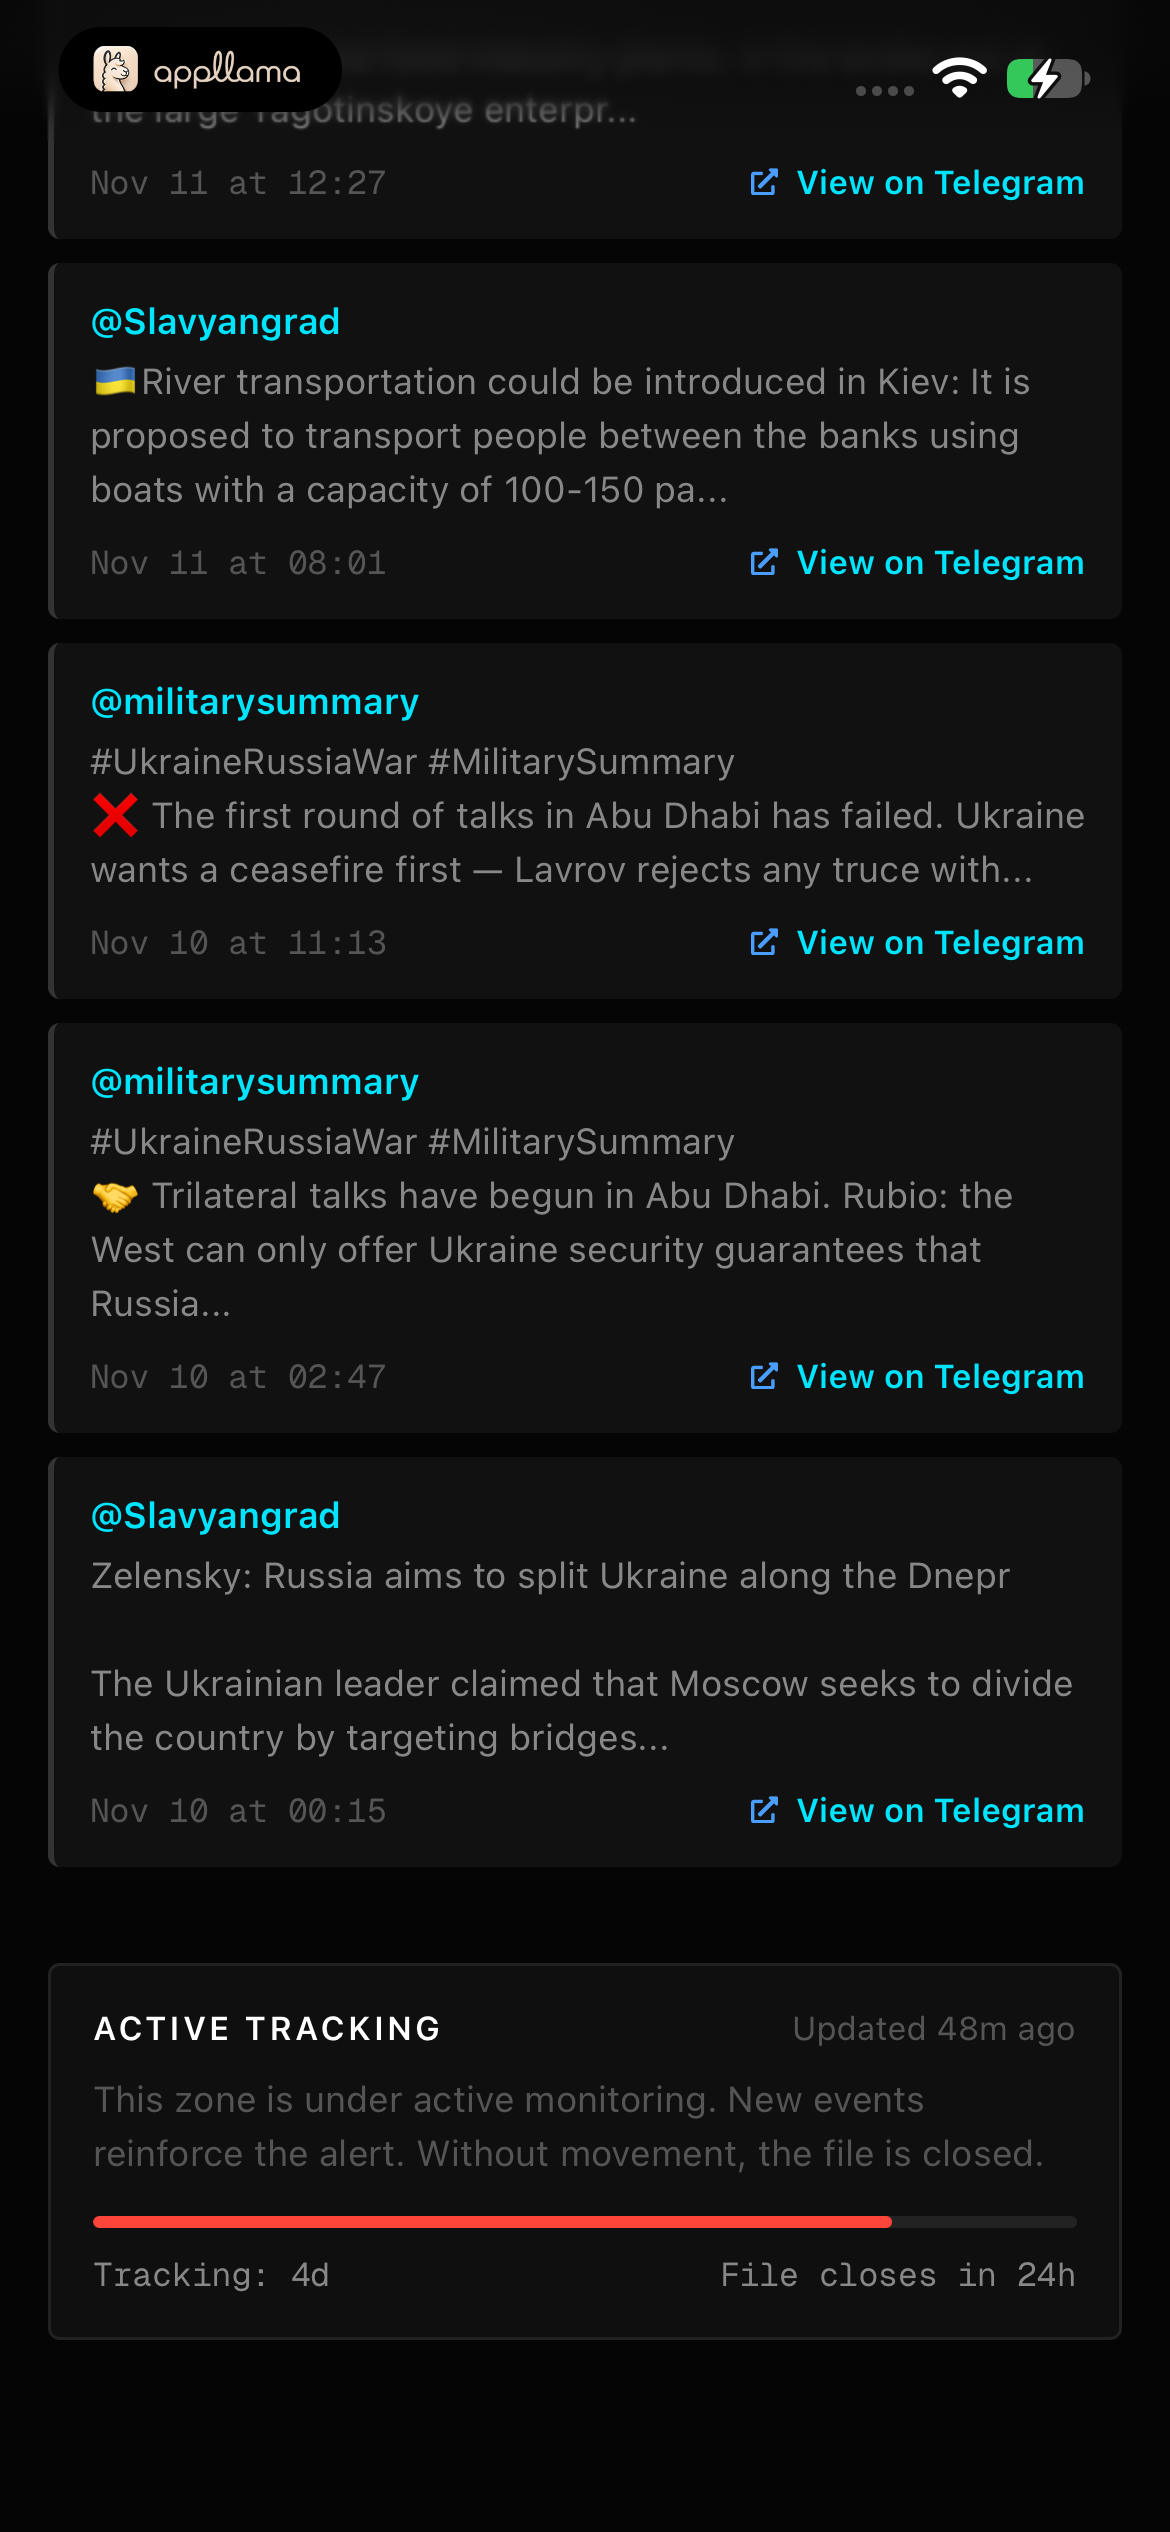 appllama
the large Yagotinskoye enterpr...
Nov 11 at 12:27
View on Telegram
@Slavyangrad
🇺🇦River transportation could be introduced in Kiev: It is
proposed to transport people between the banks using
boats with a capacity of 100-150 pa...
Nov 11 at 08:01
View on Telegram
@militarysummary
#UkraineRussiaWar #MilitarySummary
❌ The first round of talks in Abu Dhabi has failed. Ukraine
wants a ceasefire first — Lavrov rejects any truce with...
Nov 10 at 11:13
View on Telegram
@militarysummary
#UkraineRussiaWar #MilitarySummary
🤝 Trilateral talks have begun in Abu Dhabi. Rubio: the
West can only offer Ukraine security guarantees that
Russia...
Nov 10 at 02:47
View on Telegram
@Slavyangrad
Zelensky: Russia aims to split Ukraine along the Dnepr
The Ukrainian leader claimed that Moscow seeks to divide
the country by targeting bridges...
Nov 10 at 00:15
View on Telegram
ACTIVE TRACKING
Updated 48m ago
This zone is under active monitoring. New events
reinforce the alert. Without movement, the file is closed.
Tracking: 4d
File closes in 24h